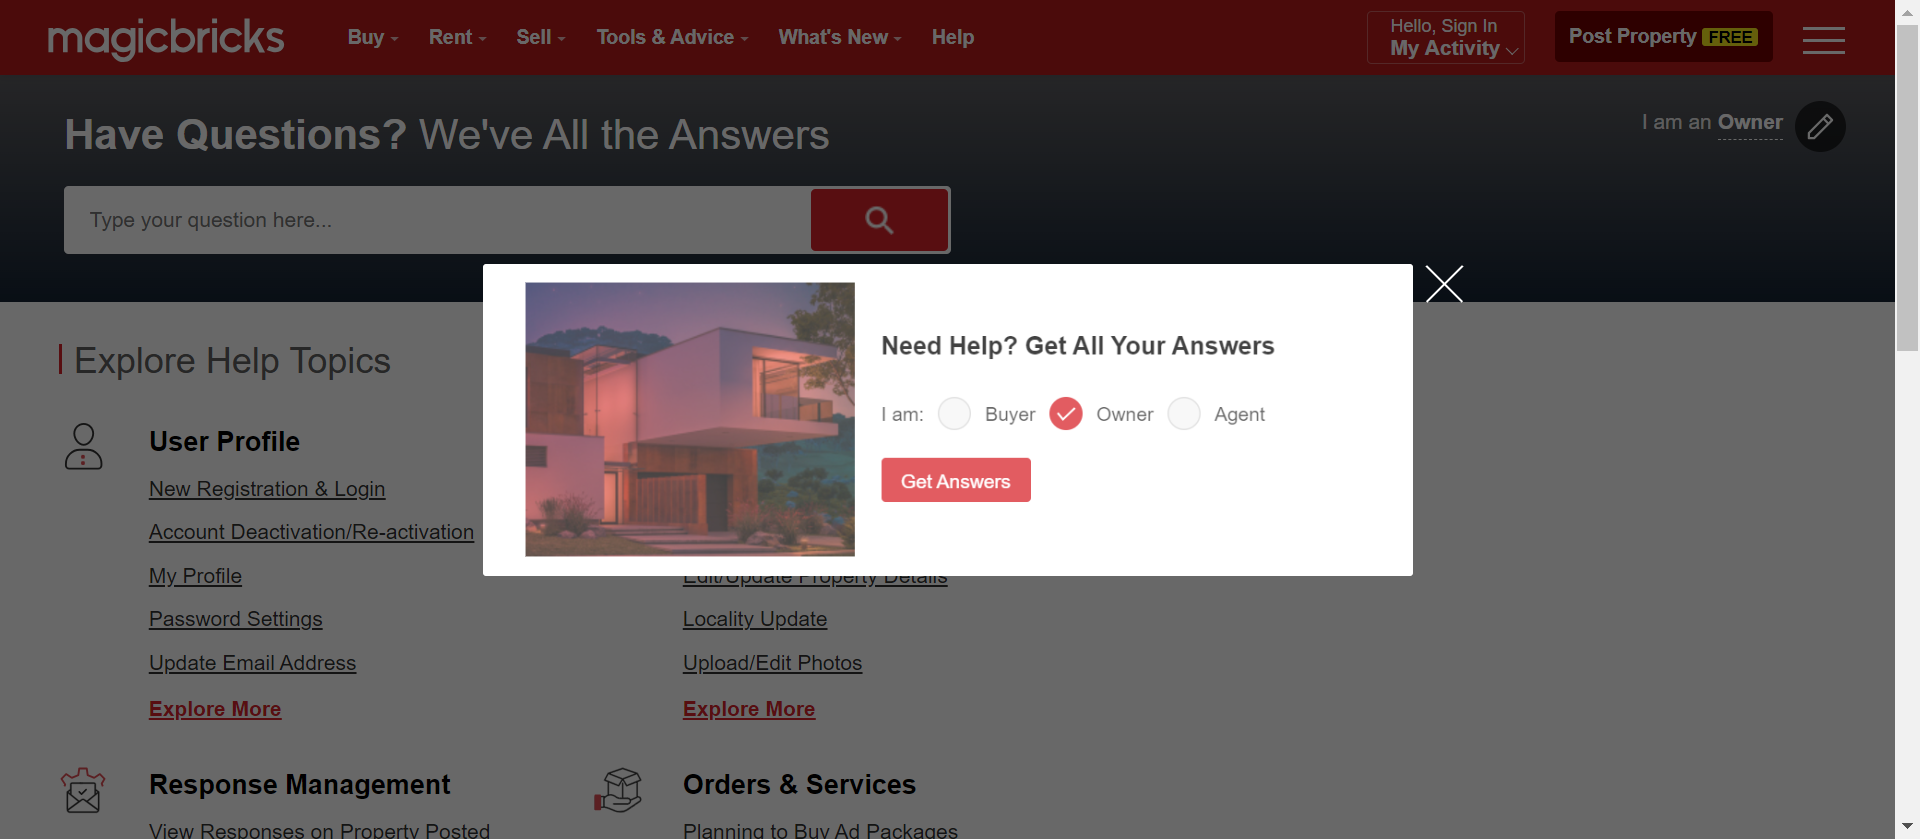 magicbricks
Buy
Rent
Sell
Tools & Advice
What's New
Help
Hello, Sign In
My Activity
Post Property FREE
Have Questions? We've All the Answers
I am an Owner
Type your question here...
Need Help? Get All Your Answers
I am: Buyer Owner Agent
Get Answers
Explore Help Topics
User Profile
New Registration & Login
Account Deactivation/Re-activation
My Profile
Password Settings
Update Email Address
Explore More
Edit/Update Property Details
Locality Update
Upload/Edit Photos
Explore More
Response Management
View Responses on Property Posted
Orders & Services
Planning to Buy Ad Packages